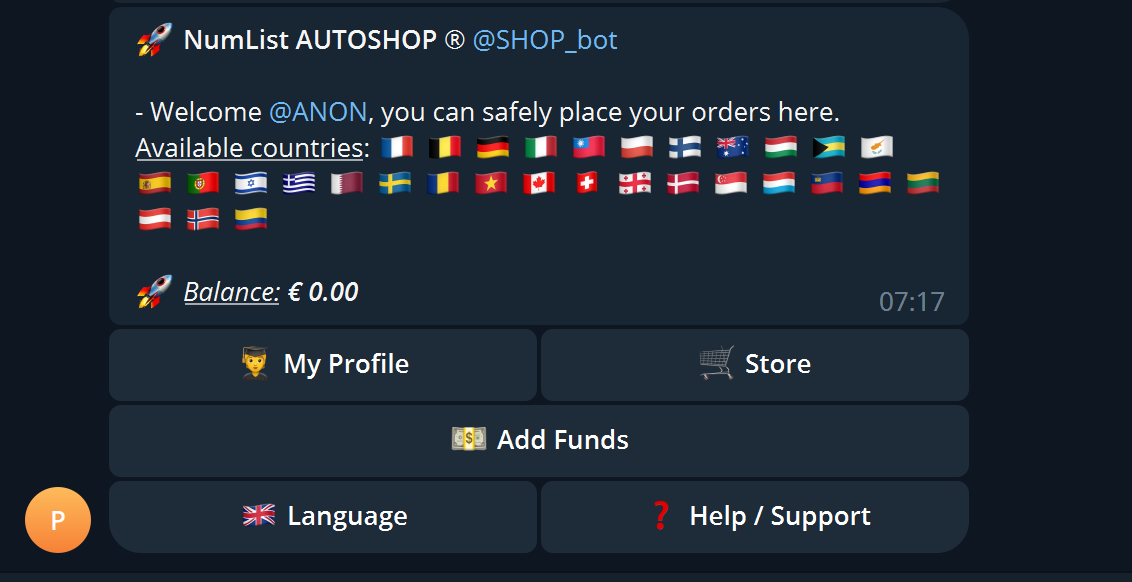 🚀 NumList AUTOSHOP ® @SHOP_bot
- Welcome @ANON, you can safely place your orders here.
Available countries: 🇫🇷 🇧🇪 🇩🇪 🇮🇹 🇹🇼 🇵🇱 🇫🇮 🇦🇺 🇭🇺 🇧🇸 🇨🇾
🇪🇸 🇵🇹 🇮🇱 🇬🇷 🇶🇦 🇸🇪 🇷🇴 🇻🇳 🇨🇦 🇨🇭 🇬🇪 🇩🇰 🇸🇬 🇱🇺 🇱🇮 🇦🇲 🇱🇹
🇦🇹 🇳🇴 🇨🇴
🚀 Balance: € 0.00
07:17
👨‍🎓 My Profile
🛒 Store
💵 Add Funds
🇬🇧 Language
❓ Help / Support
P